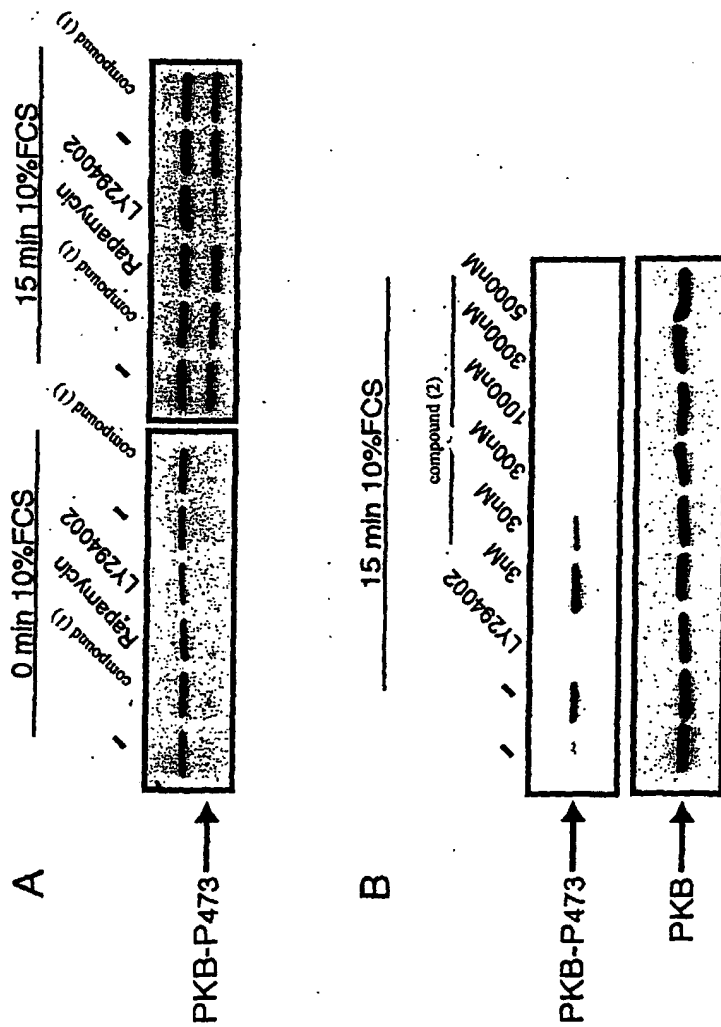 A
0 min 10%FCS
15 min 10%FCS
-
compound (1)
Rapamycin
LY294002
-
compound (1)
-
compound (1)
Rapamycin
LY294002
-
compound (1)
PKB-P473
B
15 min 10%FCS
compound (2)
-
-
LY294002
3nM
30nM
300nM
1000nM
3000nM
5000nM
PKB-P473
PKB